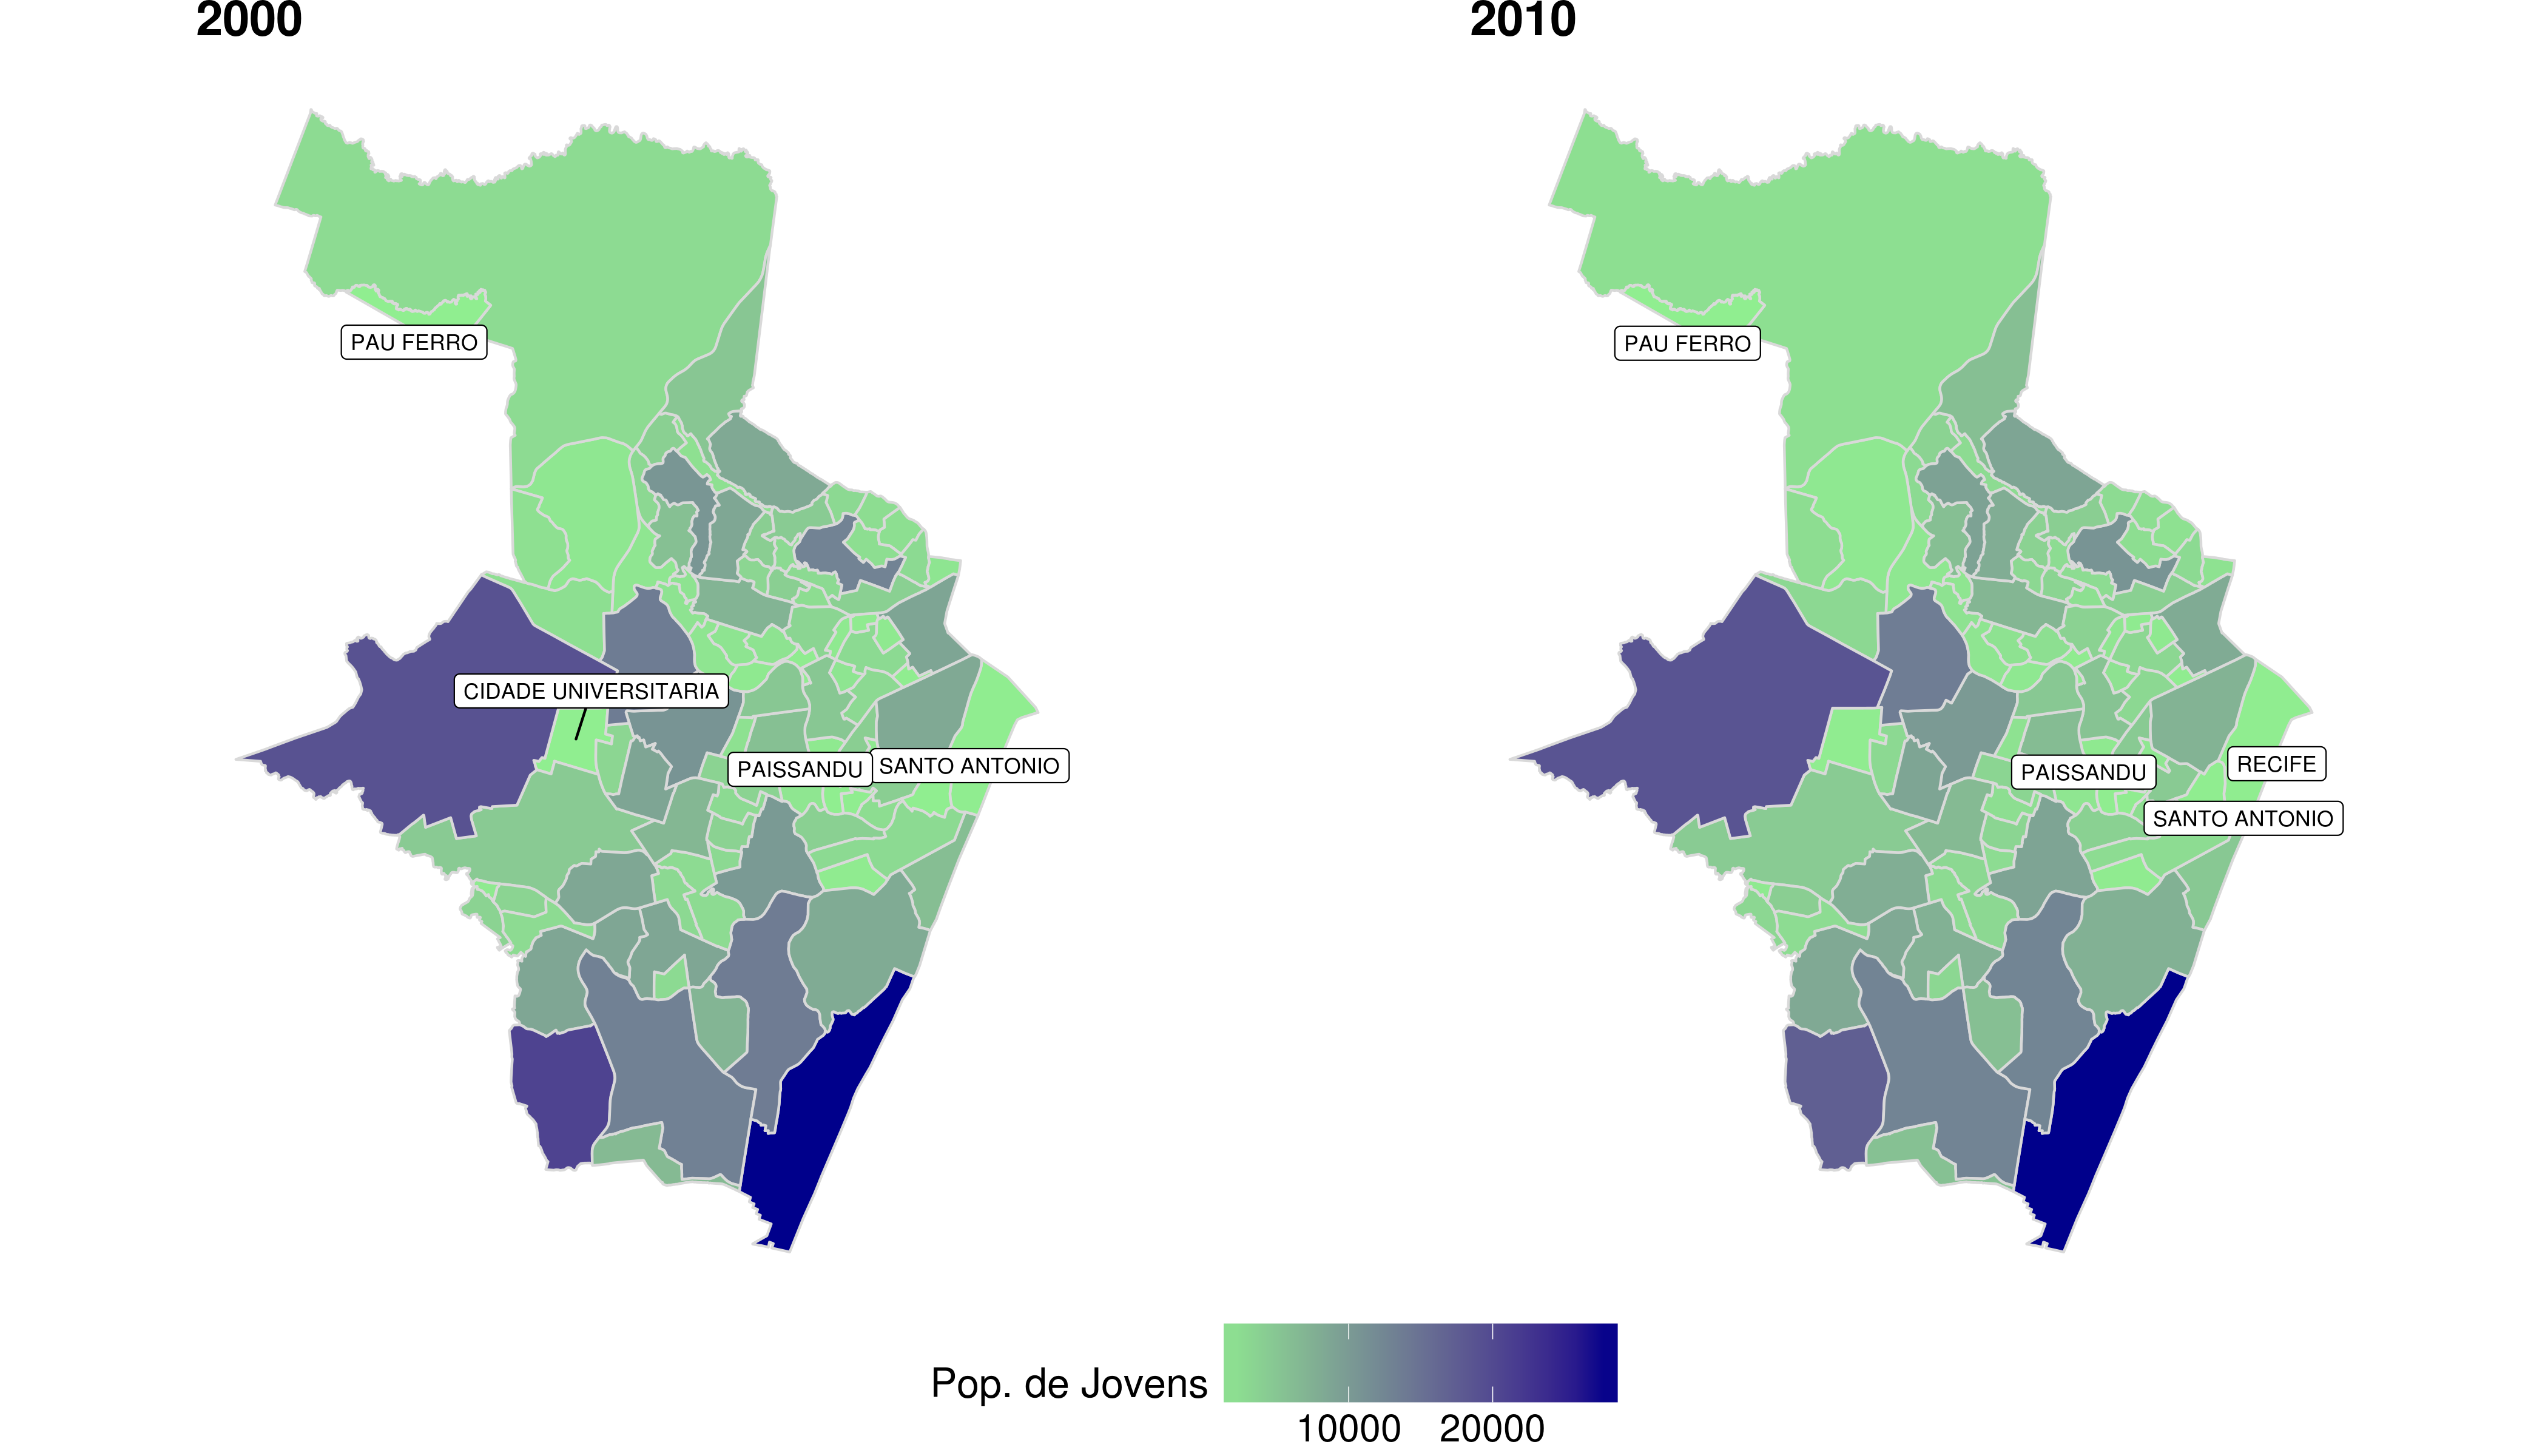 2000
2010
PAU FERRO
PAU FERRO
CIDADE UNIVERSITARIA
PAISSANDU
SANTO ANTONIO
PAISSANDU
RECIFE
SANTO ANTONIO
Pop. de Jovens
10000 20000